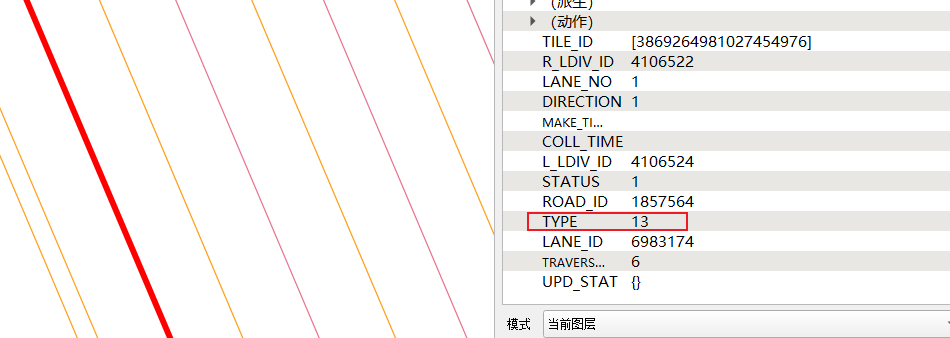 (派生)
(动作)
TILE_ID [3869264981027454976]
R_LDIV_ID 4106522
LANE_NO 1
DIRECTION 1
MAKE_TI...
COLL_TIME
L_LDIV_ID 4106524
STATUS 1
ROAD_ID 1857564
TYPE 13
LANE_ID 6983174
TRAVERS... 6
UPD_STAT {}
模式 当前图层